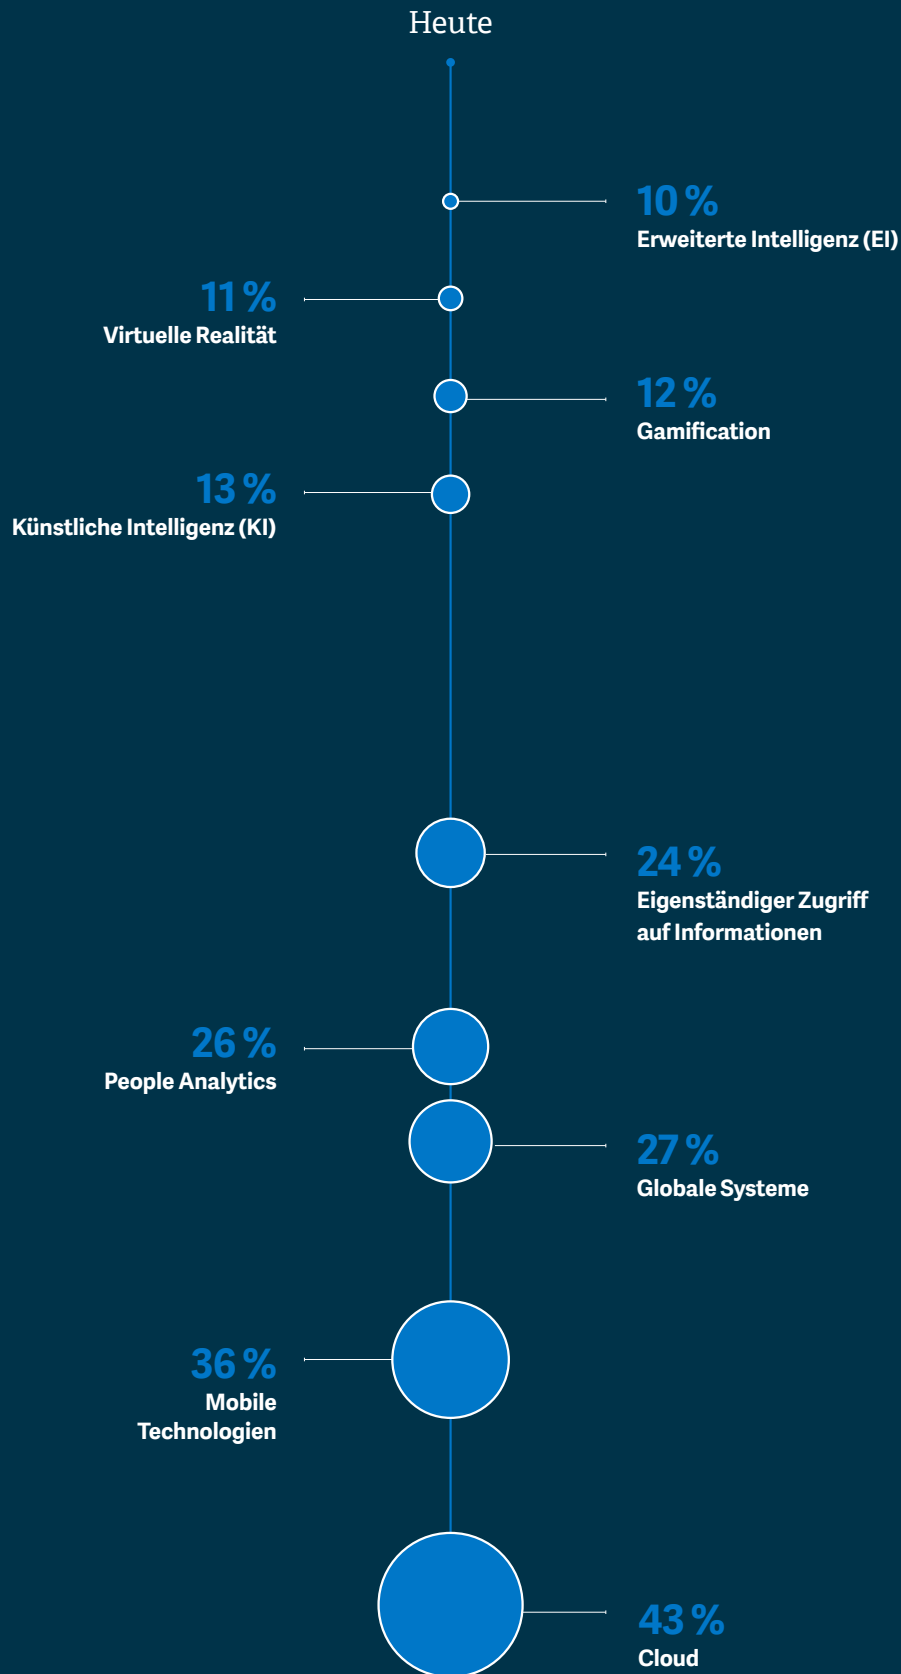 Heute
10 %
Erweiterte Intelligenz (EI)
11 %
Virtuelle Realität
12 %
Gamification
13 %
Künstliche Intelligenz (KI)
24 %
Eigenständiger Zugriff
auf Informationen
26 %
People Analytics
27 %
Globale Systeme
36 %
Mobile
Technologien
43 %
Cloud